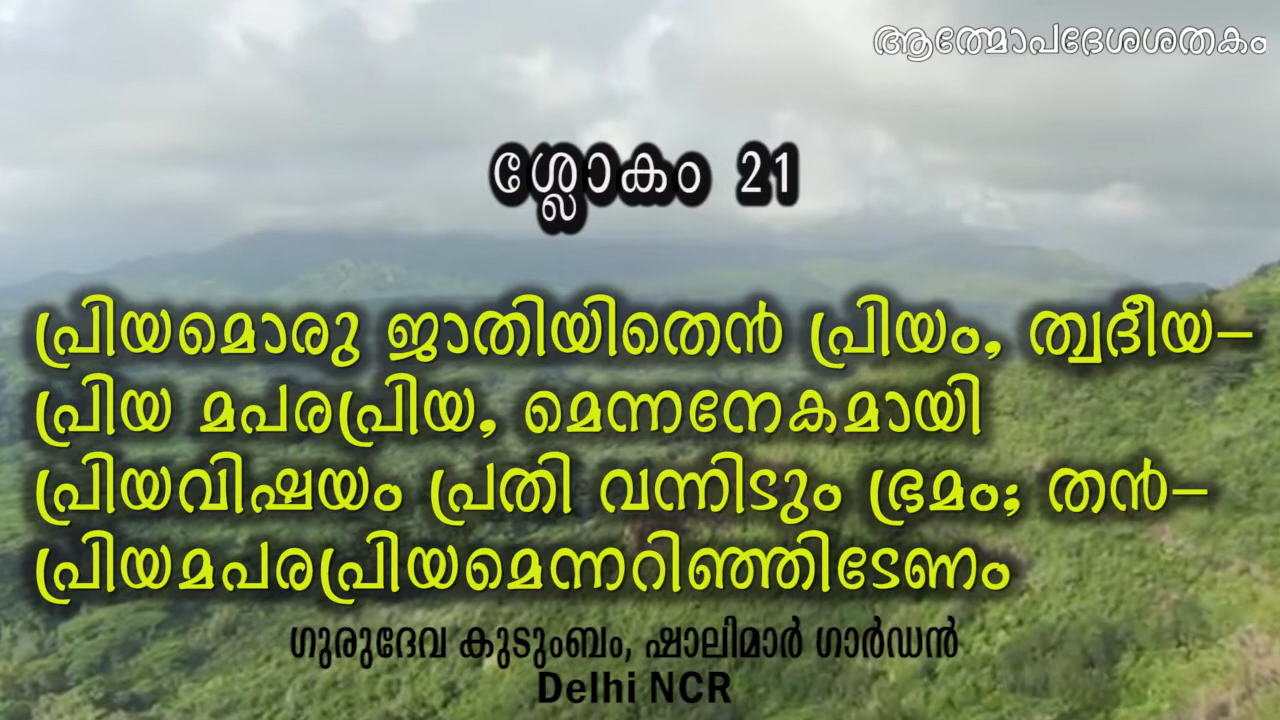 ആത്മോപദേശശതകം
ശ്ലോകം 21
പ്രിയമൊരു ജാതിയിതെൻ പ്രിയം, ത്വദീയ-
പ്രിയ മപരപ്രിയ, മെന്നനേകമായി
പ്രിയവിഷയം പ്രതി വന്നിടും ഭ്രമം; തൻ-
പ്രിയമപരപ്രിയമെന്നറിഞ്ഞിടേണം
ഗുരുദേവ കുടുംബം, ഷാലിമാർ ഗാർഡൻ
Delhi NCR